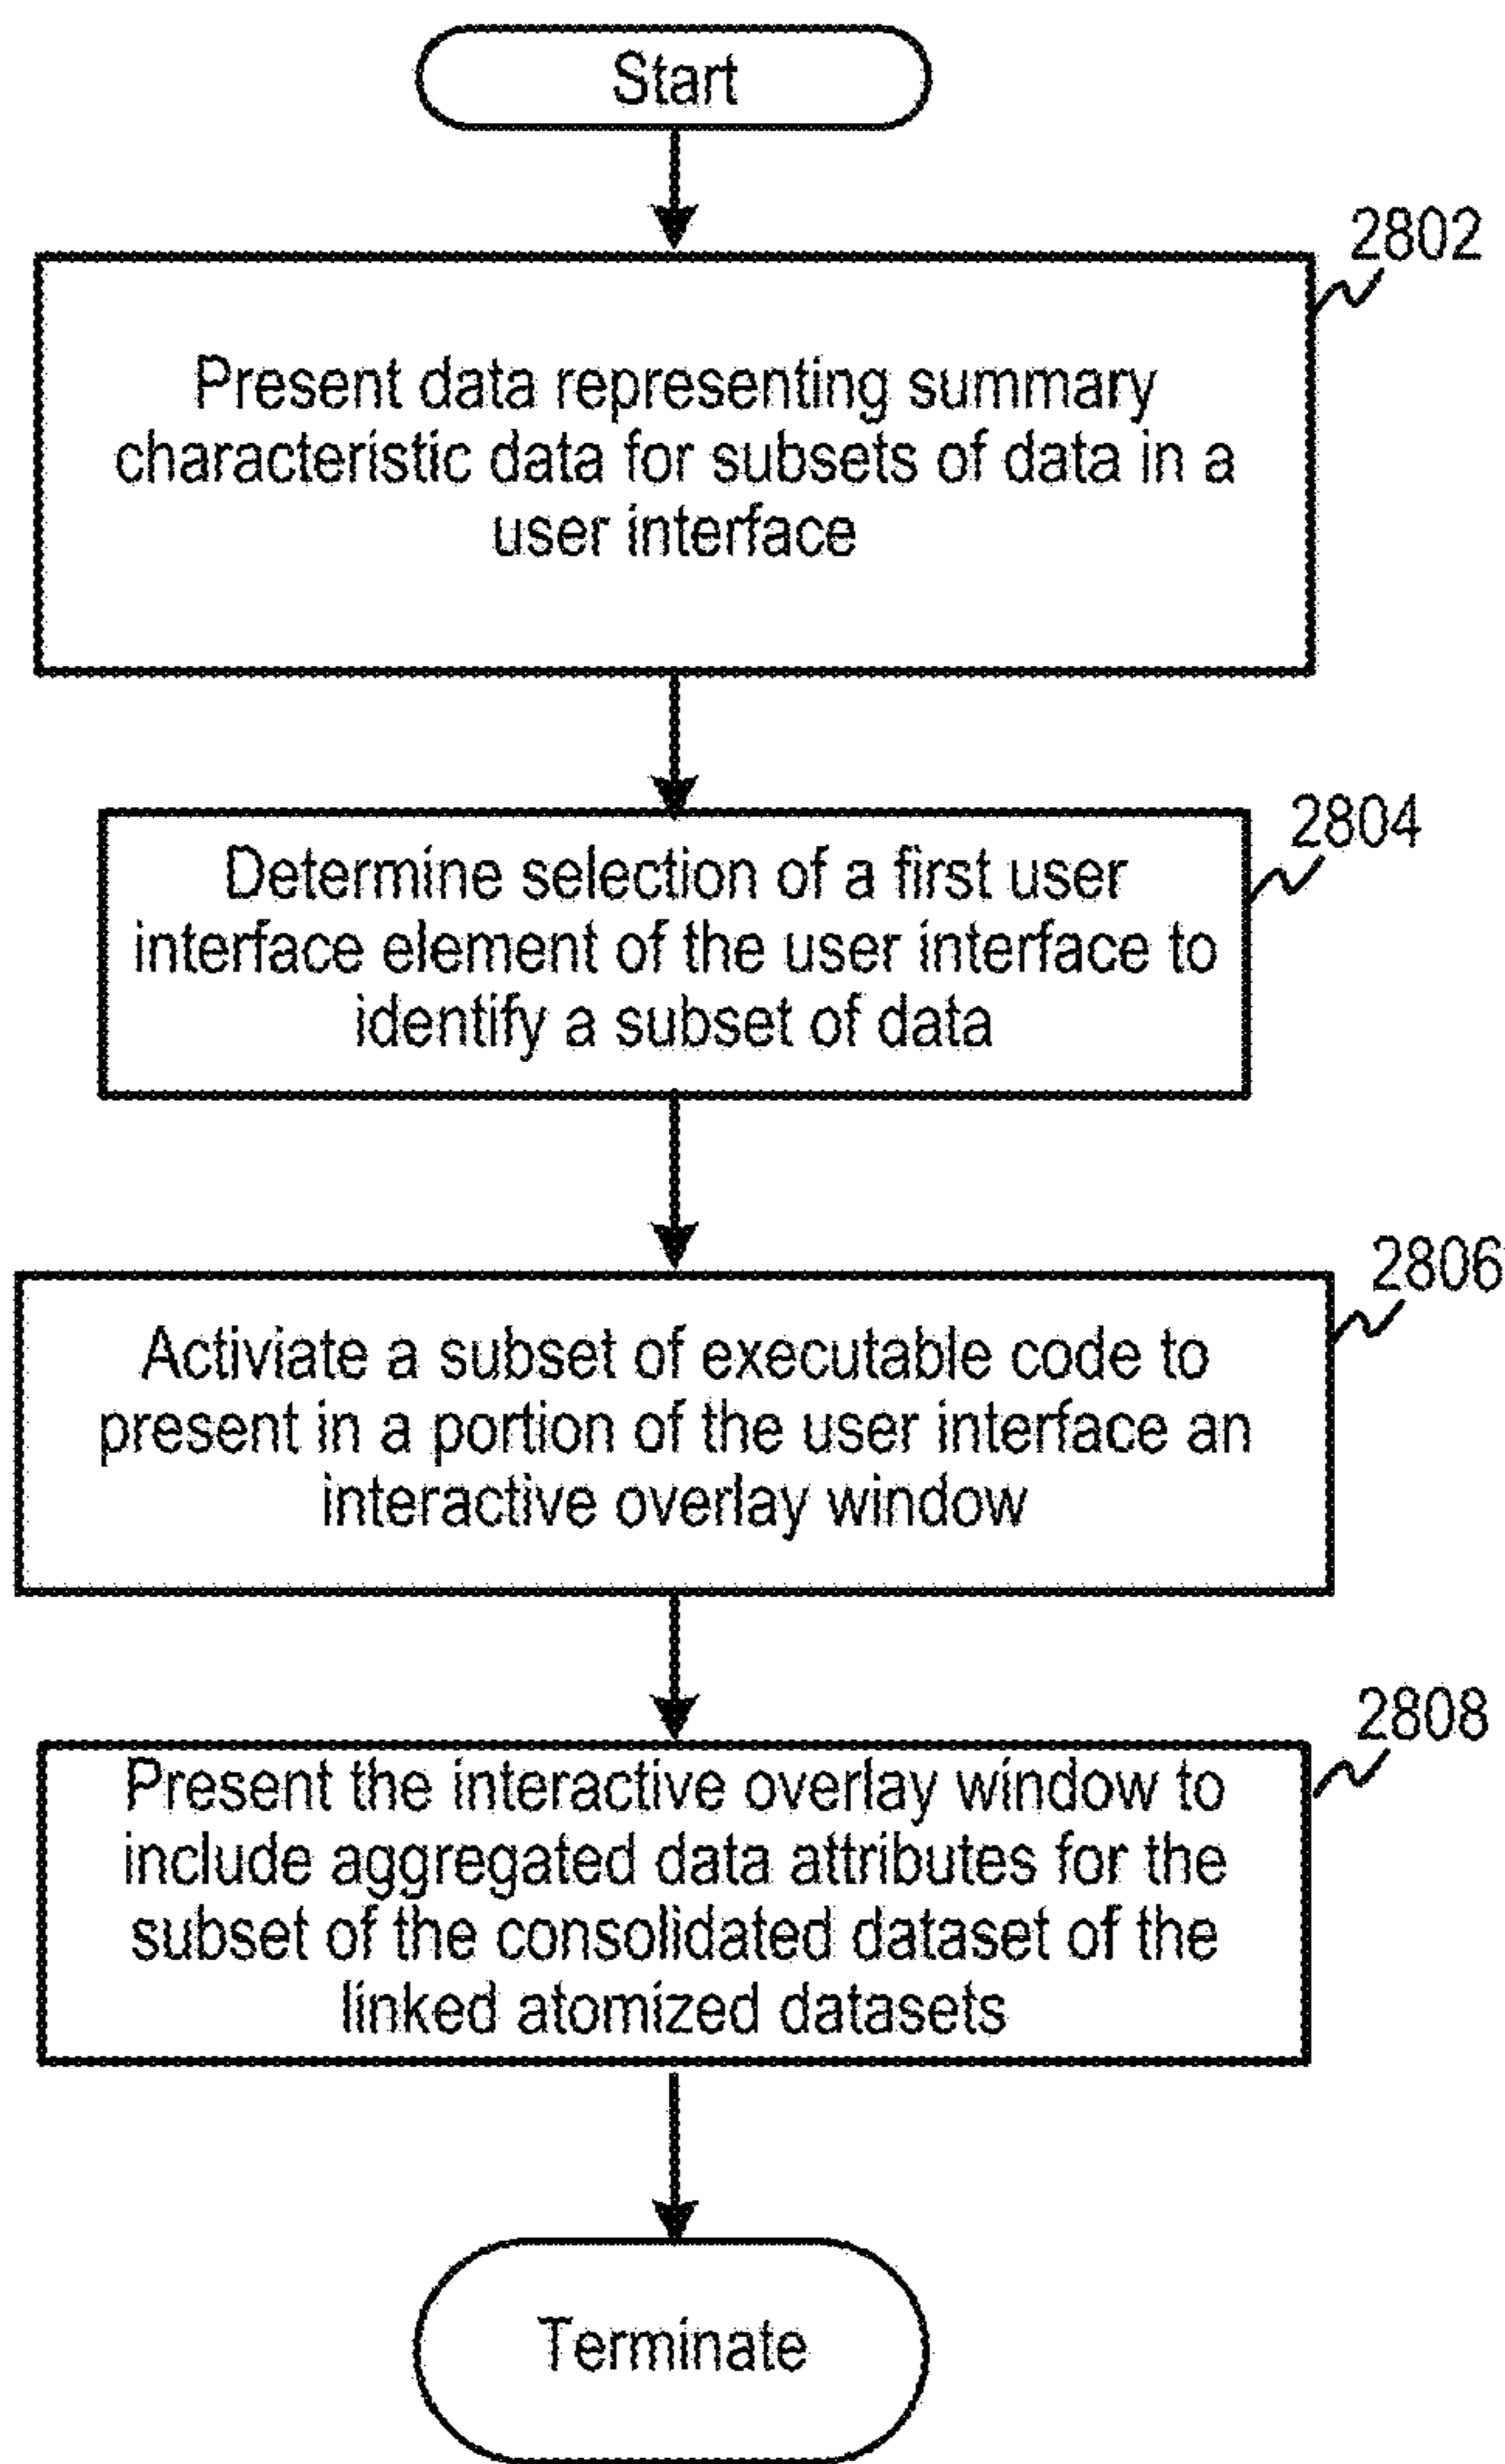 Start
2802
Present data representing summary
characteristic data for subsets of data in a
user interface
2804
Determine selection of a first user
interface element of the user interface to
identify a subset of data
2806
Activiate a subset of executable code to
present in a portion of the user interface an
interactive overlay window
2808
Present the interactive overlay window to
include aggregated data attributes for the
subset of the consolidated dataset of the
linked atomized datasets
Terminate